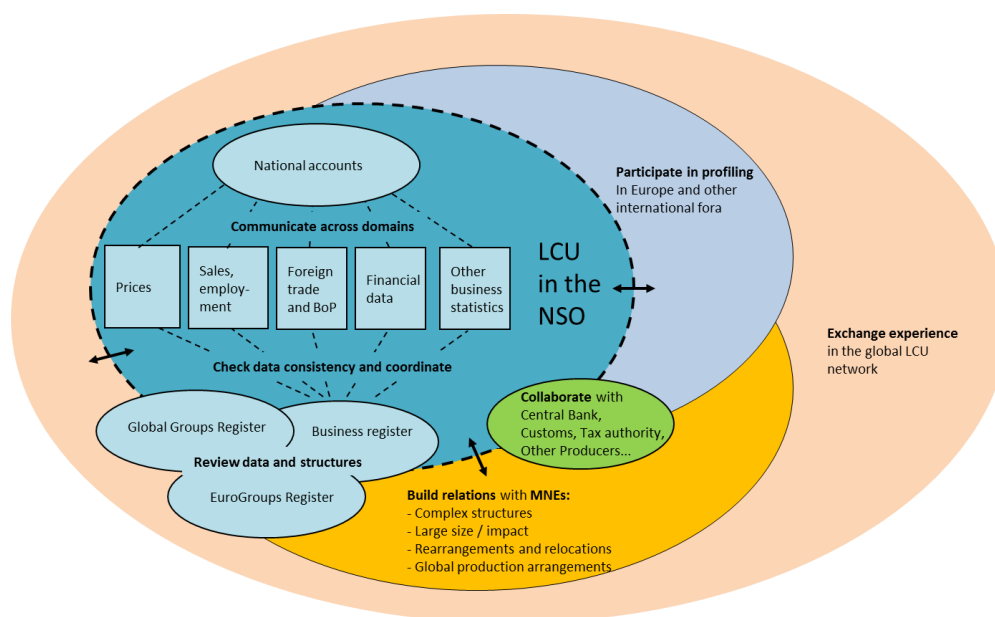 National accounts
Communicate across domains
Prices
Sales,
employ-
ment
Foreign
trade
and BoP
Financial
data
Other
business
statistics
LCU
in the
NSO
Check data consistency and coordinate
Global Groups Register
Business register
Review data and structures
EuroGroups Register
Participate in profiling
In Europe and other
international fora
Exchange experience
in the global LCU
network
Collaborate with
Central Bank,
Customs, Tax authority,
Other Producers...
Build relations with MNEs:
- Complex structures
- Large size / impact
- Rearrangements and relocations
- Global production arrangements